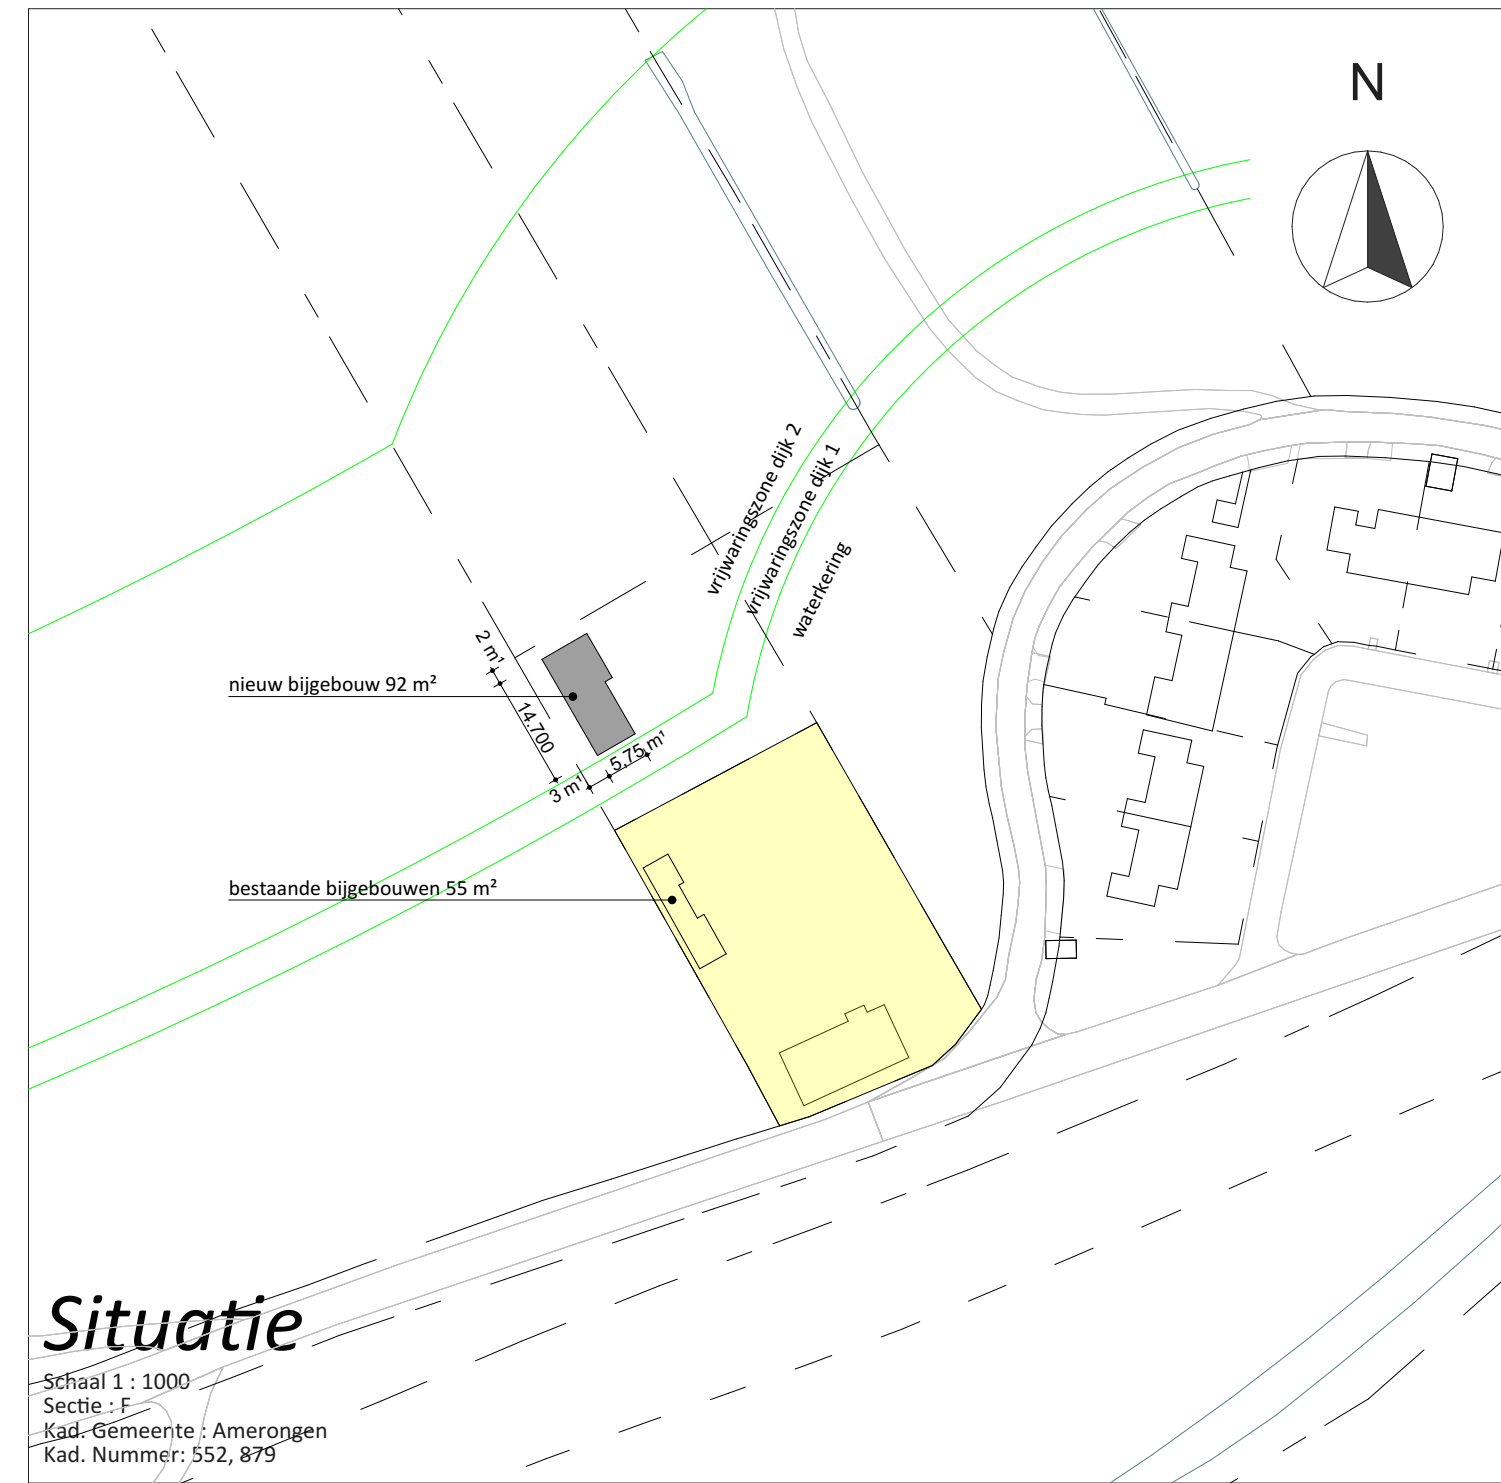 N
vrijwaringszone dijk 2
vrijwaringszone dijk 1
waterkering
2 m¹
nieuw bijgebouw 92 m²
14.700
5,75 m¹
3 m¹
bestaande bijgebouwen 55 m²
Situatie
Schaal 1 : 1000
Sectie : F
Kad. Gemeente : Amerongen
Kad. Nummer: 552, 879